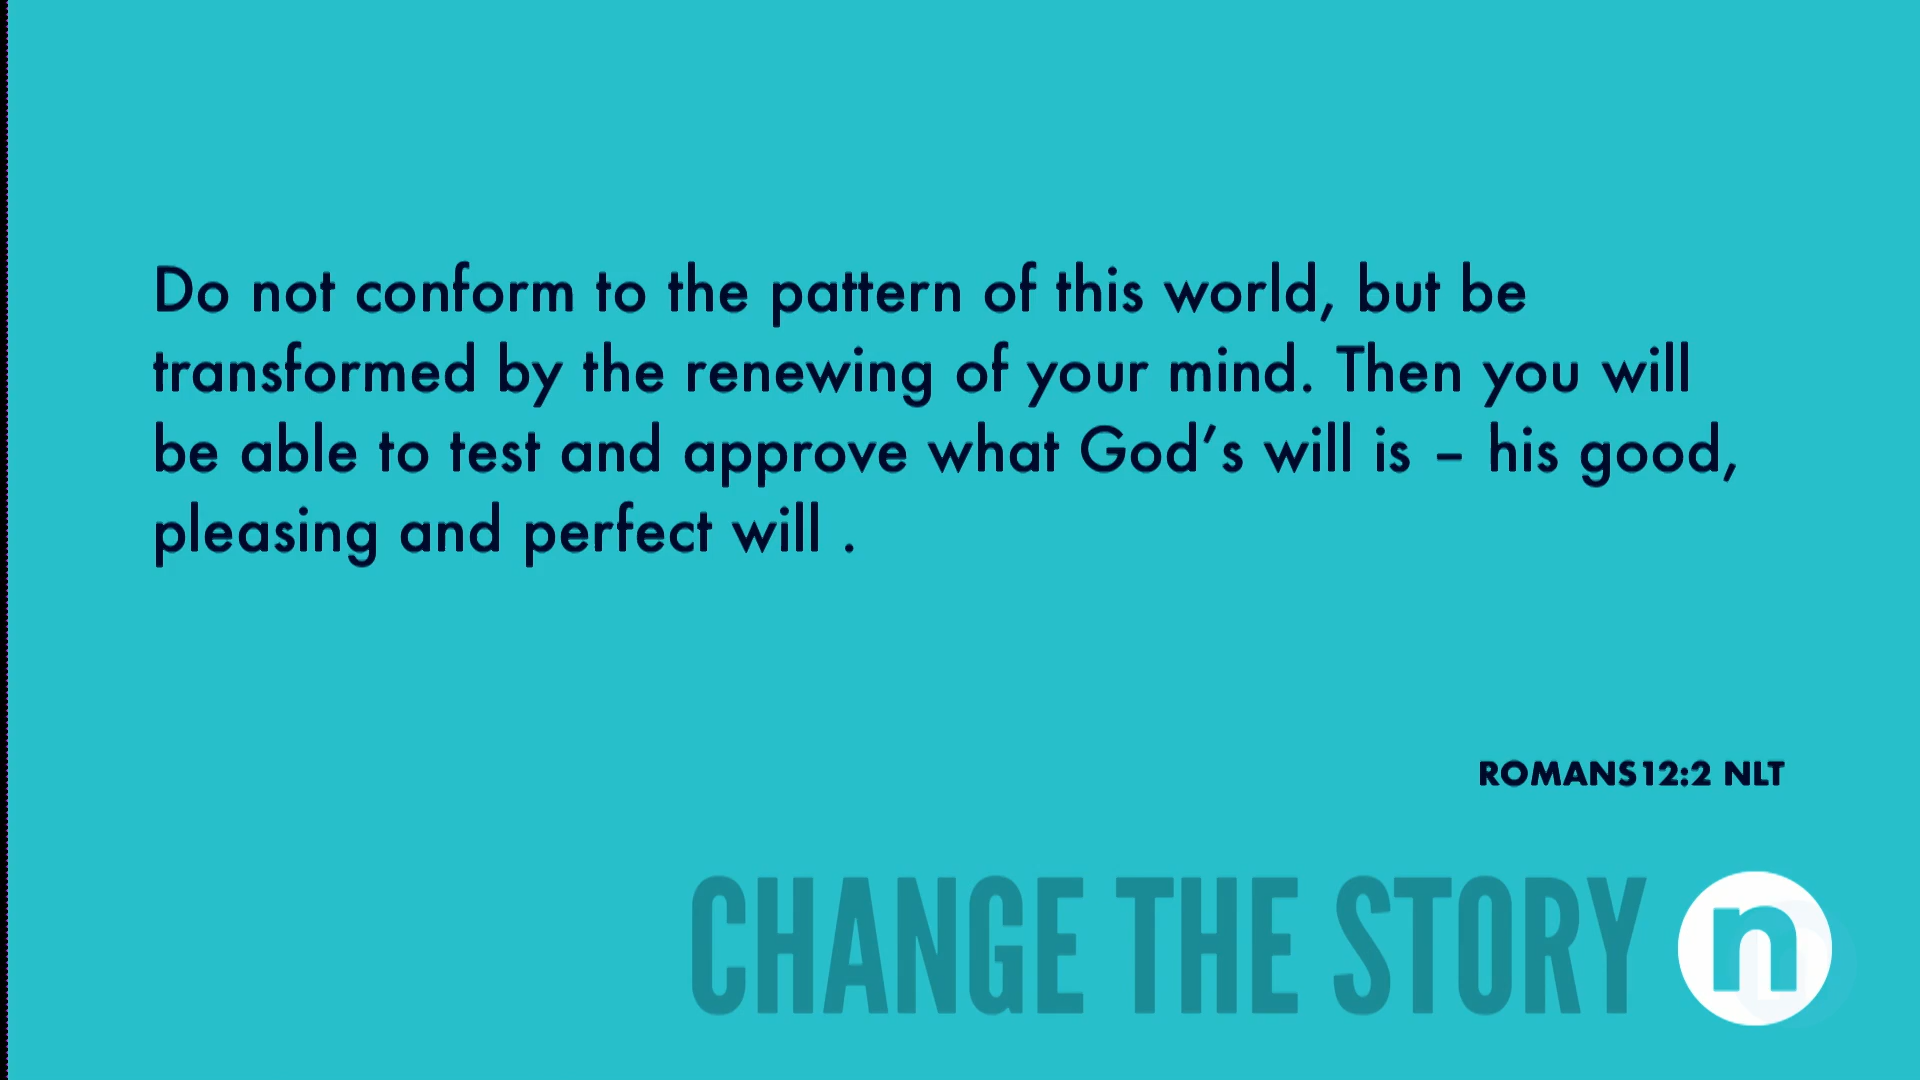 Do not conform to the pattern of this world, but be
transformed by the renewing of your mind. Then you will
be able to test and approve what God’s will is – his good,
pleasing and perfect will .
ROMANS12:2 NLT
CHANGE THE STORY
n